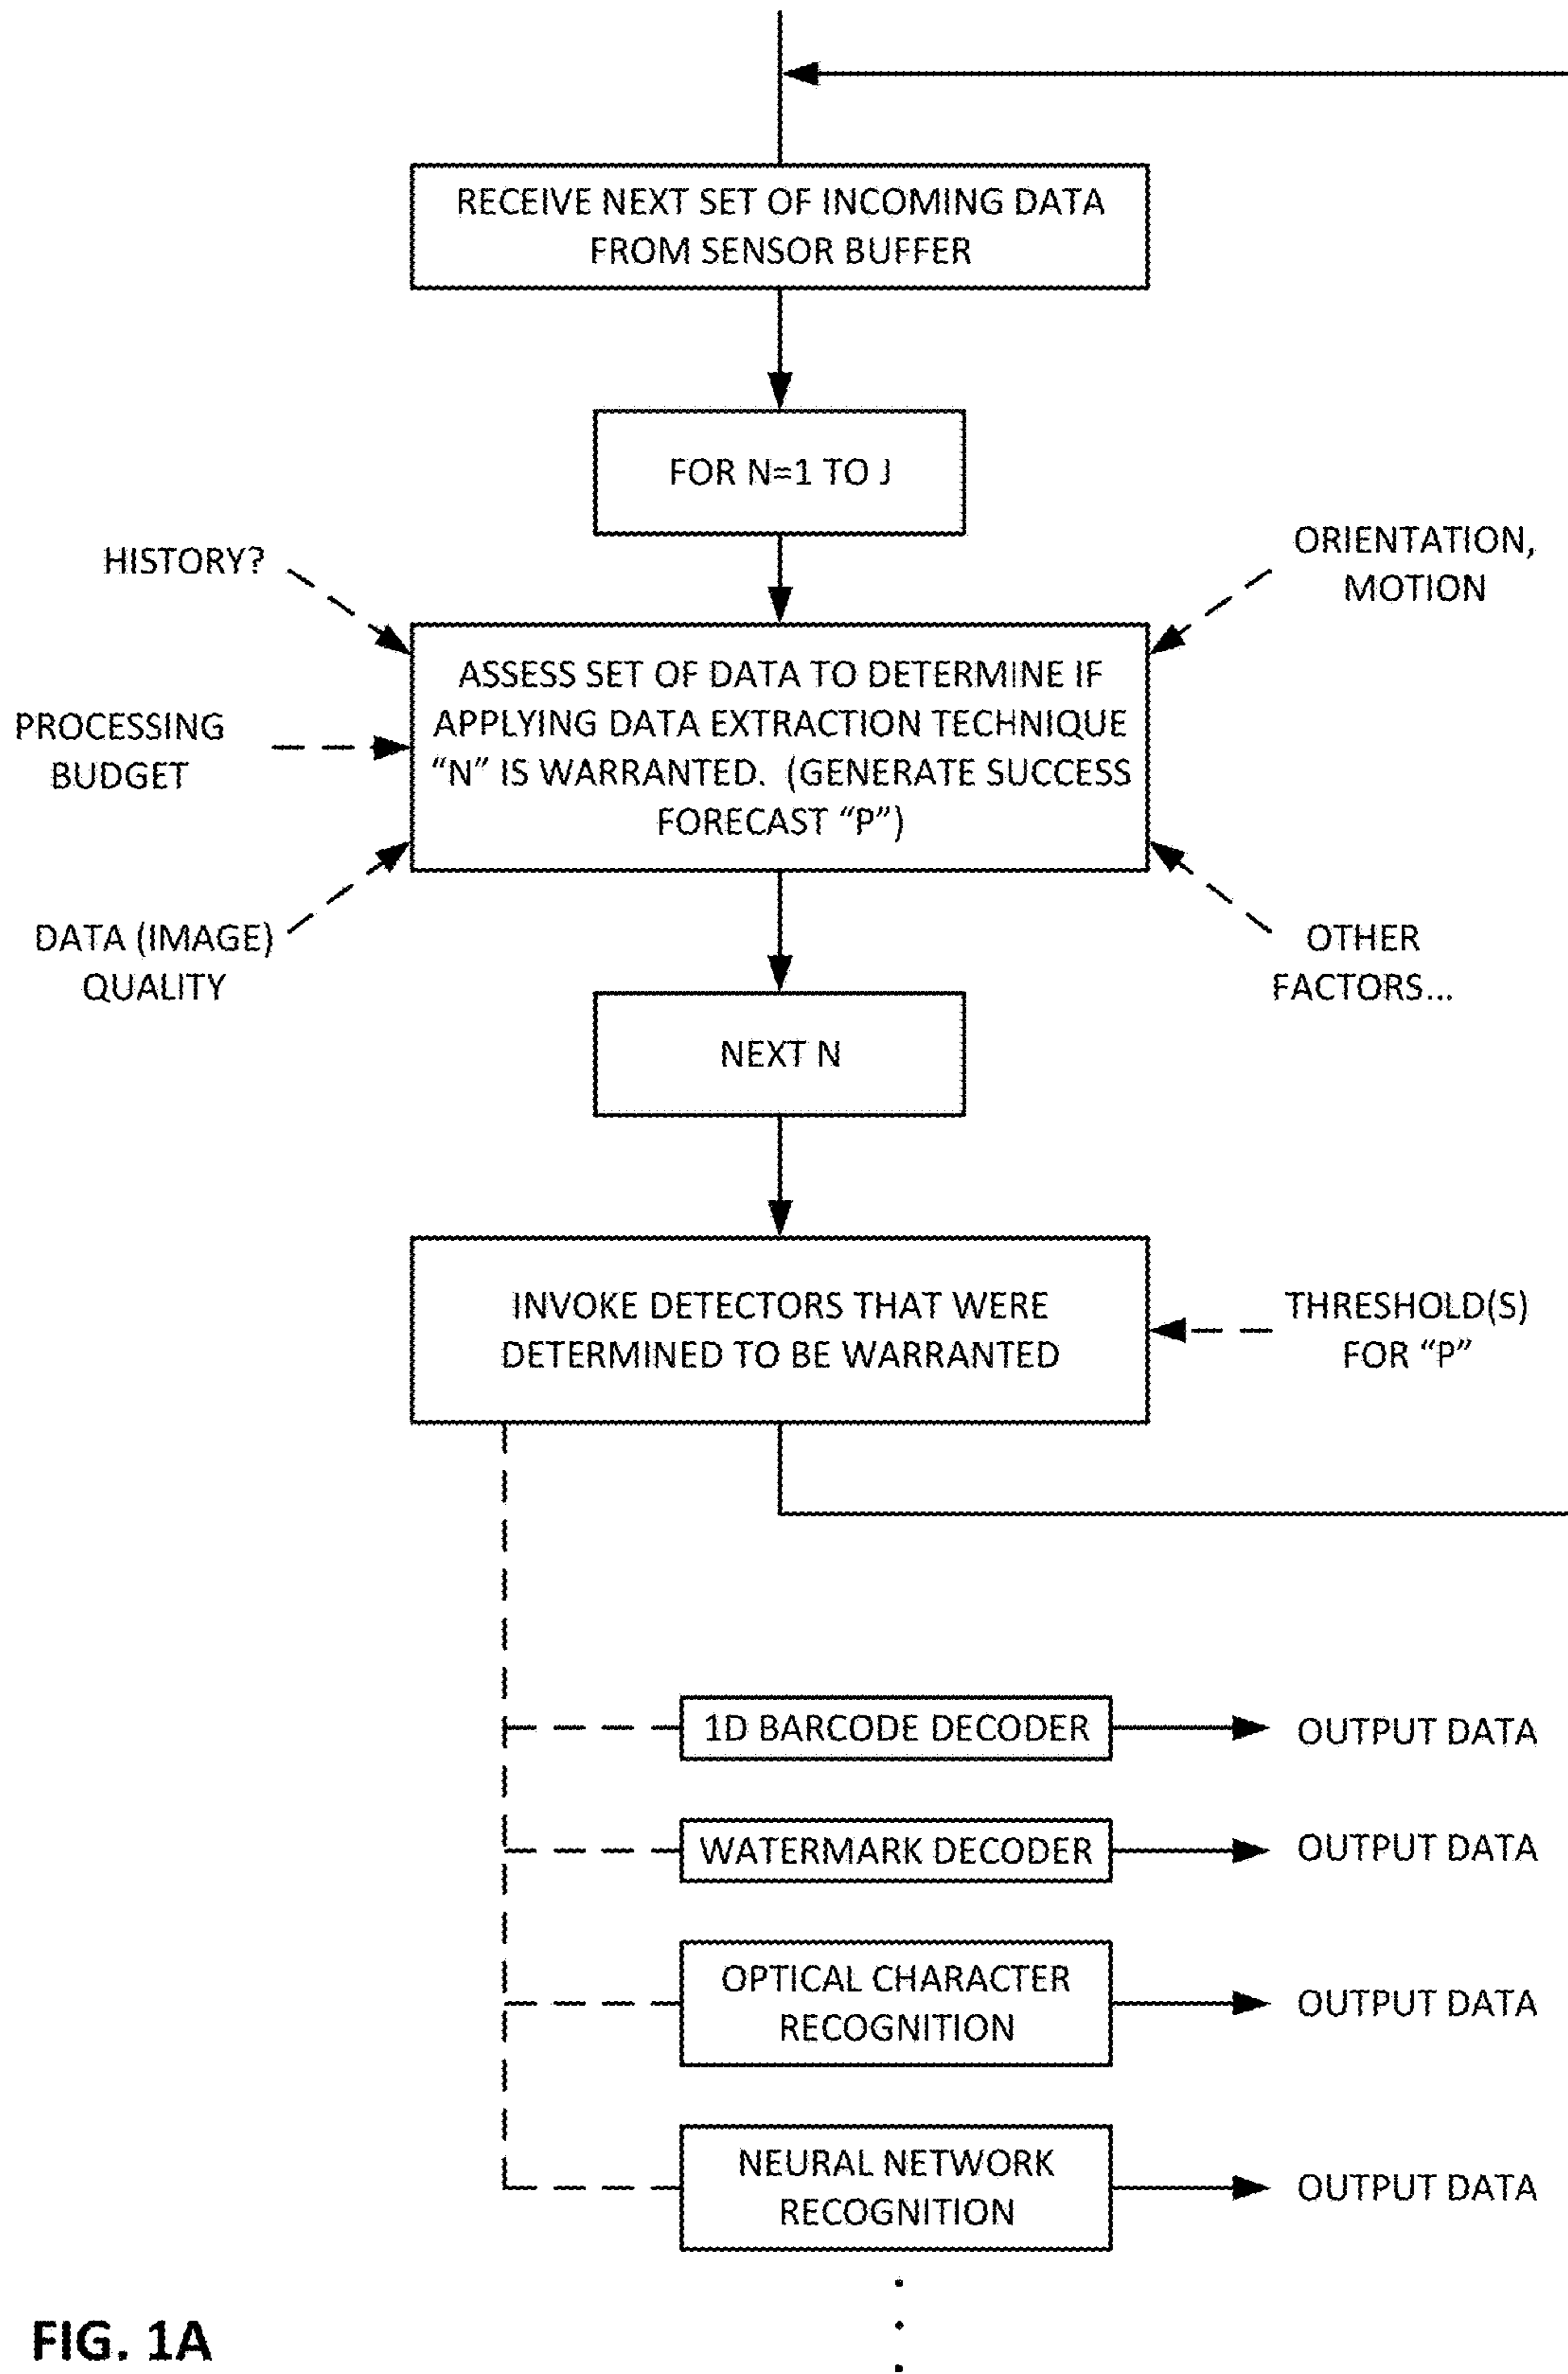 RECEIVE NEXT SET OF INCOMING DATA
FROM SENSOR BUFFER
FOR N=1 TO J
HISTORY?
ORIENTATION,
MOTION
PROCESSING
BUDGET
ASSESS SET OF DATA TO DETERMINE IF
APPLYING DATA EXTRACTION TECHNIQUE
“N” IS WARRANTED.  (GENERATE SUCCESS
FORECAST “P”)
DATA (IMAGE)
QUALITY
OTHER
FACTORS...
NEXT N
INVOKE DETECTORS THAT WERE
DETERMINED TO BE WARRANTED
THRESHOLD(S)
FOR “P”
1D BARCODE DECODER
OUTPUT DATA
WATERMARK DECODER
OUTPUT DATA
OPTICAL CHARACTER
RECOGNITION
OUTPUT DATA
NEURAL NETWORK
RECOGNITION
OUTPUT DATA
FIG. 1A